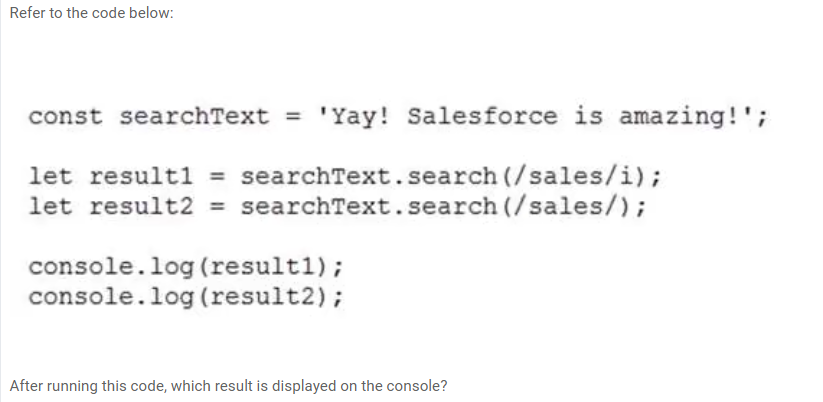 Refer to the code below:
const searchText = 'Yay! Salesforce is amazing!';
let result1 = searchText.search(/sales/i);
let result2 = searchText.search(/sales/);
console.log(result1);
console.log(result2);
After running this code, which result is displayed on the console?